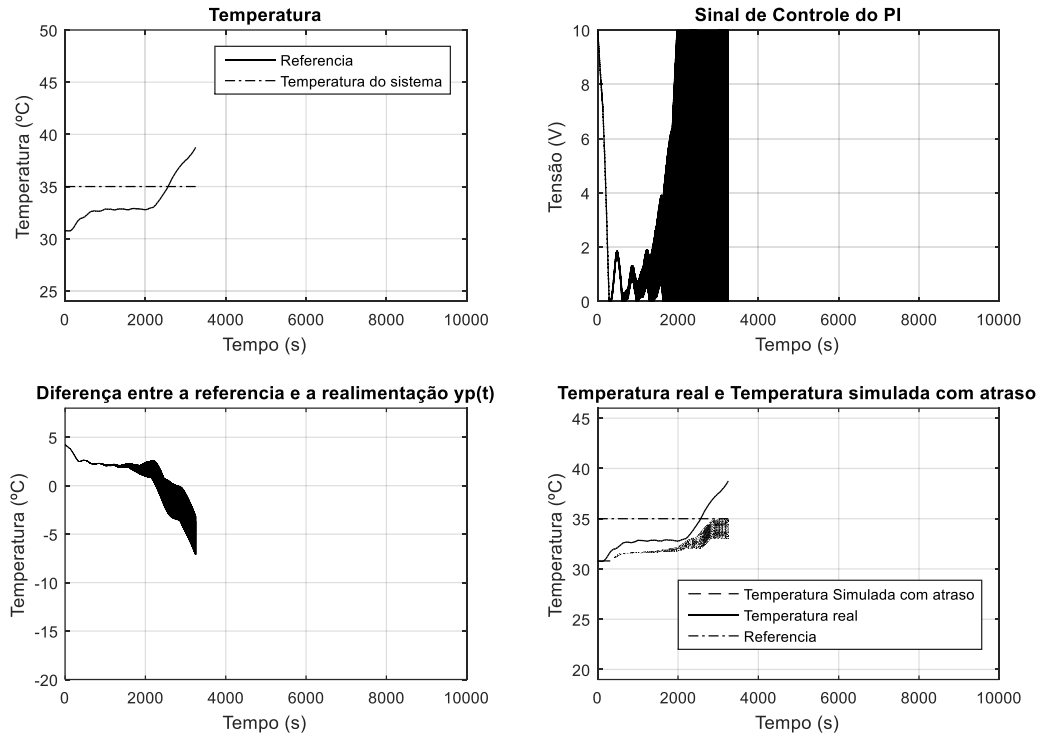 Temperatura
Temperatura (ºC)
50
45
40
35
30
25
Referencia
Temperatura do sistema
0
2000
4000
6000
8000
10000
Tempo (s)
Sinal de Controle do PI
Tensão (V)
10
8
6
4
2
0
0
2000
4000
6000
8000
10000
Tempo (s)
Diferença entre a referencia e a realimentação yp(t)
Temperatura (ºC)
5
0
-5
-10
-15
-20
0
2000
4000
6000
8000
10000
Tempo (s)
Temperatura real e Temperatura simulada com atraso
Temperatura (ºC)
45
40
35
30
25
20
Temperatura Simulada com atraso
Temperatura real
Referencia
0
2000
4000
6000
8000
10000
Tempo (s)